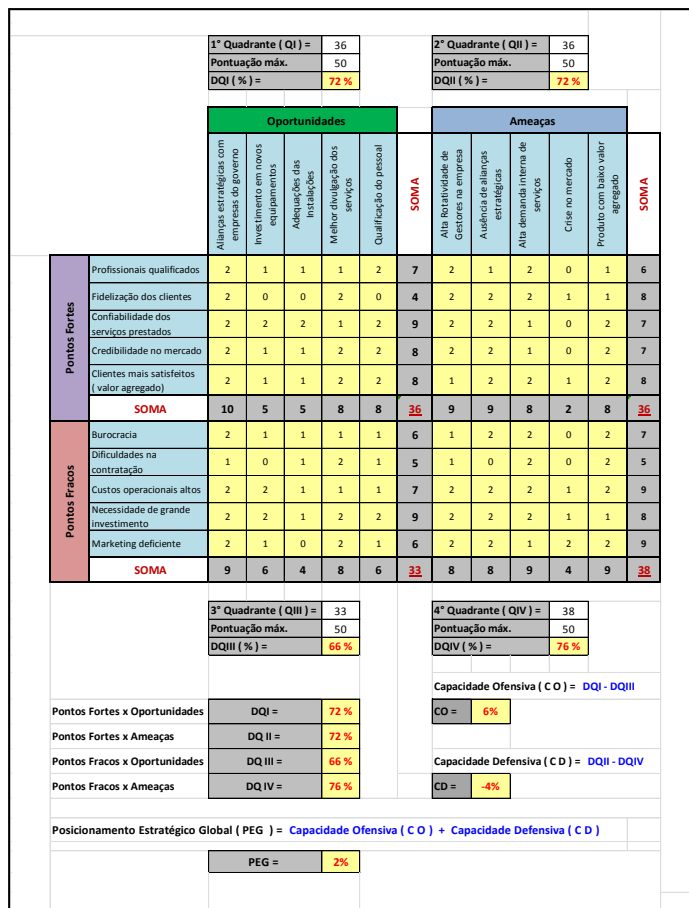 1° Quadrante ( QI ) = 36 2° Quadrante ( QII ) = 36
Pontuação máx. 50 Pontuação máx. 50
DQI ( % ) = 72 % DQII ( % ) = 72 %
Oportunidades Ameaças
Alianças estratégicas com
empresas do governo
Investimento em novos
equipamentos
Adequações das
Instalações
Melhor divulgação dos
serviços
Qualificação do pessoal
SOMA
Alta Rotatividade de
Gestores na empresa
Ausência de alianças
estratégicas
Alta demanda interna de
serviços
Crise no mercado
Produto com baixo valor
agregado
SOMA
Pontos Fortes
Profissionais qualificados 2 1 1 1 2 7 2 1 2 0 1 6
Fidelização dos clientes 2 0 0 2 0 4 2 2 2 1 1 8
Confiabilidade dos
serviços prestados 2 2 2 1 2 9 2 2 1 0 2 7
Credibilidade no mercado 2 1 1 2 2 8 2 2 1 0 2 7
Clientes mais satisfeitos
( valor agregado) 2 1 1 2 2 8 1 2 2 1 2 8
SOMA 10 5 5 8 8 36 9 9 8 2 8 36
Pontos Fracos
Burocracia 2 1 1 1 1 6 1 2 2 0 2 7
Dificuldades na
contratação 1 0 1 2 1 5 1 0 2 0 2 5
Custos operacionais altos 2 2 1 1 1 7 2 2 2 1 2 9
Necessidade de grande
investimento 2 2 1 2 2 9 2 2 2 1 1 8
Marketing deficiente 2 1 0 2 1 6 2 2 1 2 2 9
SOMA 9 6 4 8 6 33 8 8 9 4 9 38
3° Quadrante ( QIII ) = 33 4° Quadrante ( QIV ) = 38
Pontuação máx. 50 Pontuação máx. 50
DQIII ( % ) = 66 % DQIV ( % ) = 76 %
Capacidade Ofensiva ( C O ) = DQI - DQIII
Pontos Fortes x Oportunidades DQI = 72 % CO = 6%
Pontos Fortes x Ameaças DQ II = 72 %
Pontos Fracos x Oportunidades DQ III = 66 % Capacidade Defensiva ( C D ) = DQII - DQIV
Pontos Fracos x Ameaças DQ IV = 76 % CD = -4%
Posicionamento Estratégico Global ( PEG ) = Capacidade Ofensiva ( C O ) + Capacidade Defensiva ( C D )
PEG = 2%